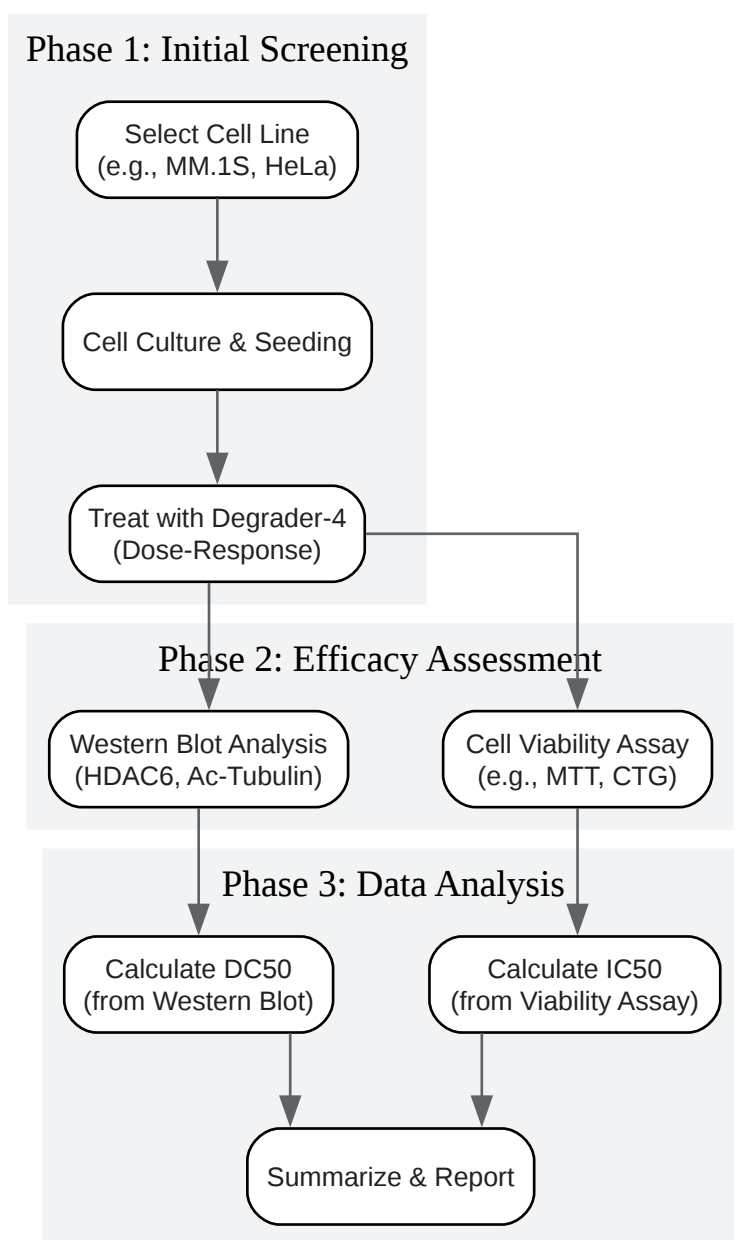 Phase 1: Initial Screening
Select Cell Line
(e.g., MM.1S, HeLa)
Cell Culture & Seeding
Treat with Degrader-4
(Dose-Response)
Phase 2: Efficacy Assessment
Western Blot Analysis
(HDAC6, Ac-Tubulin)
Cell Viability Assay
(e.g., MTT, CTG)
Phase 3: Data Analysis
Calculate DC50
(from Western Blot)
Calculate IC50
(from Viability Assay)
Summarize & Report